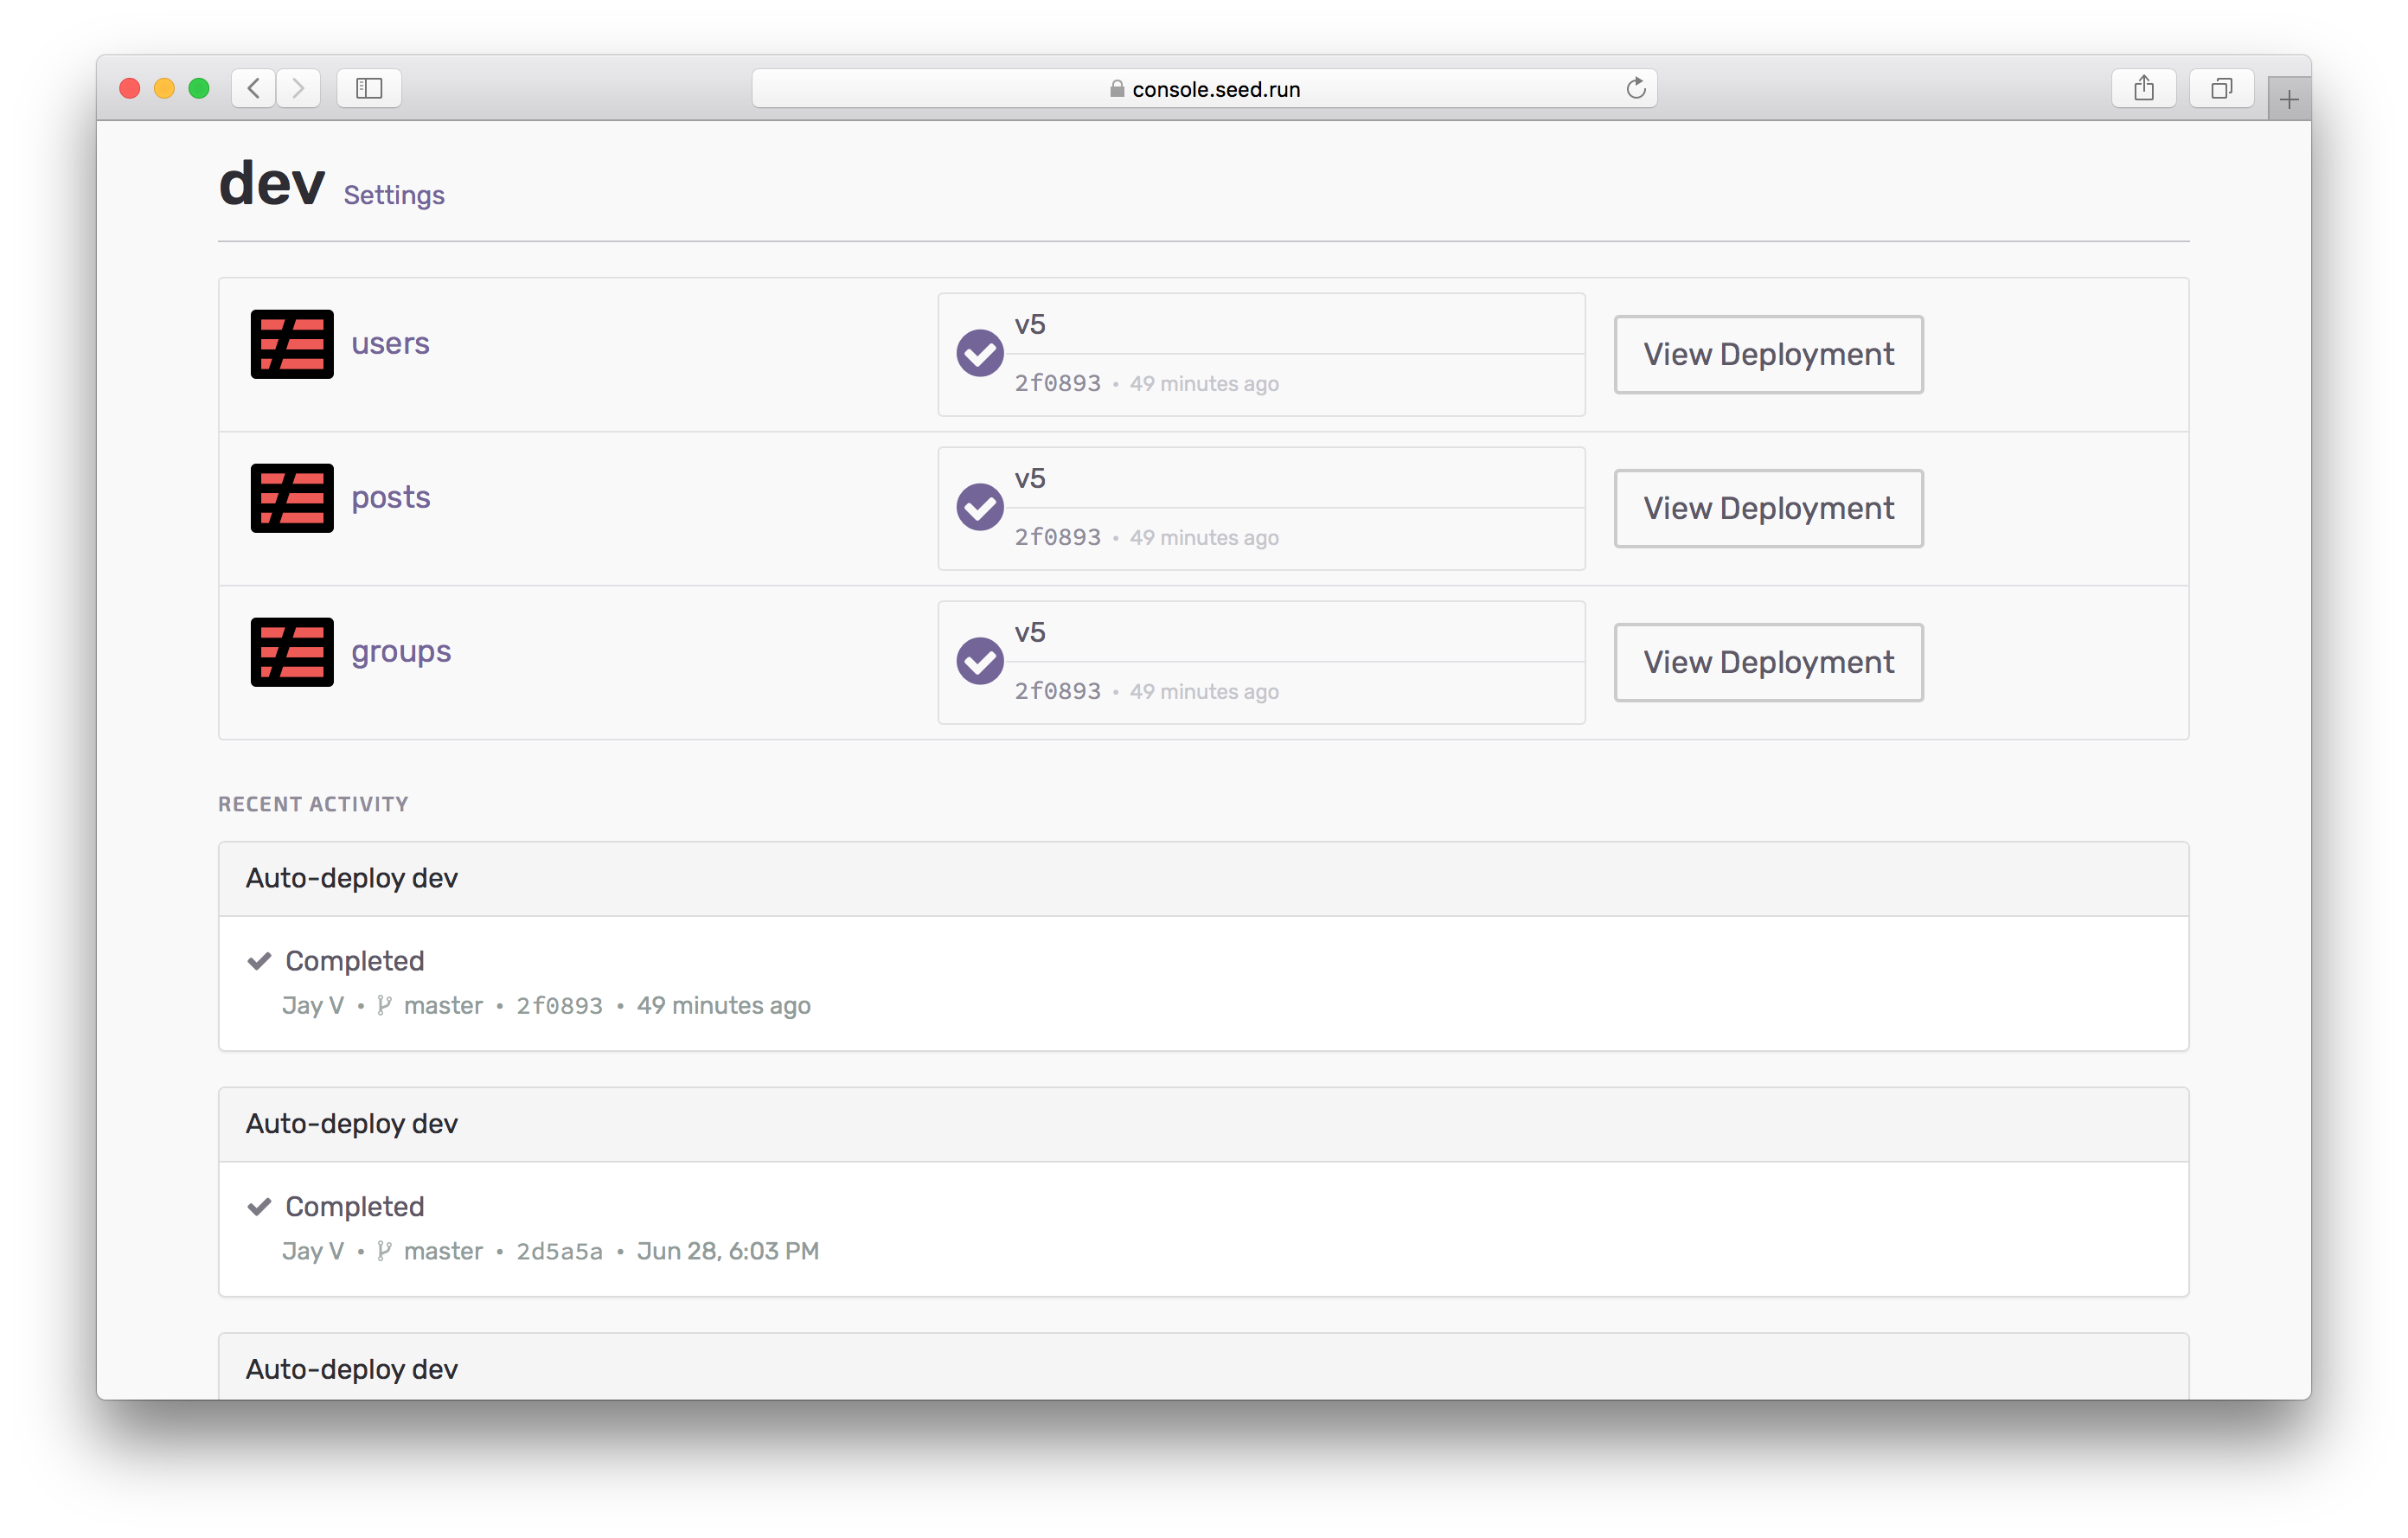 console.seed.run
dev Settings
users
v5
2f0893 • 49 minutes ago
View Deployment
posts
v5
2f0893 • 49 minutes ago
View Deployment
groups
v5
2f0893 • 49 minutes ago
View Deployment
RECENT ACTIVITY
Auto-deploy dev
Completed
Jay V • master • 2f0893 • 49 minutes ago
Auto-deploy dev
Completed
Jay V • master • 2d5a5a • Jun 28, 6:03 PM
Auto-deploy dev